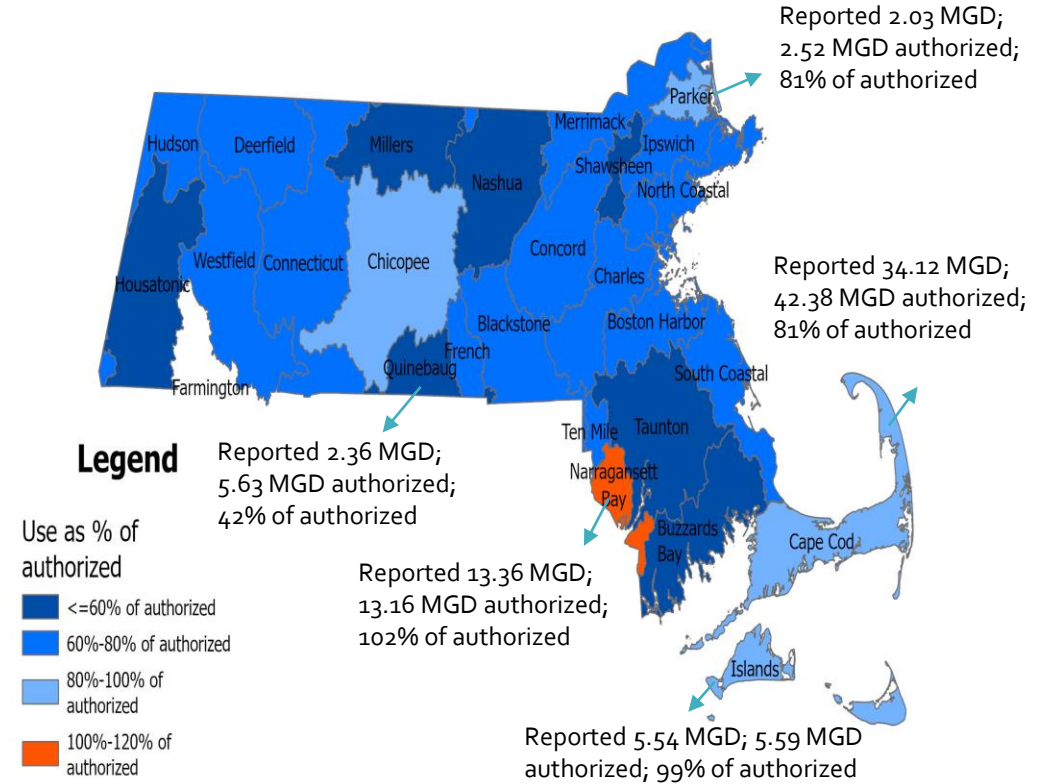 Reported 2.03 MGD;
2.52 MGD authorized;
81% of authorized
Parker
Merrimack
Hudson
Deerfield
Millers
Ipswich
Shawsheen
Nashua
North Coastal
Concord
Westfield
Connecticut
Chicopee
Charles
Housatonic
Reported 34.12 MGD;
42.38 MGD authorized;
81% of authorized
Blackstone
Boston Harbor
French
Quinebaug
South Coastal
Farmington
Ten Mile
Taunton
Legend
Reported 2.36 MGD;
5.63 MGD authorized;
42% of authorized
Narragansett
Pay
Use as % of
authorized
Buzzards
Bay
Cape Cod
Reported 13.36 MGD;
13.16 MGD authorized;
102% of authorized
<=60% of authorized
60%-80% of authorized
80%-100% of
authorized
100%-120% of
authorized
Islands
Reported 5.54 MGD; 5.59 MGD
authorized; 99% of authorized